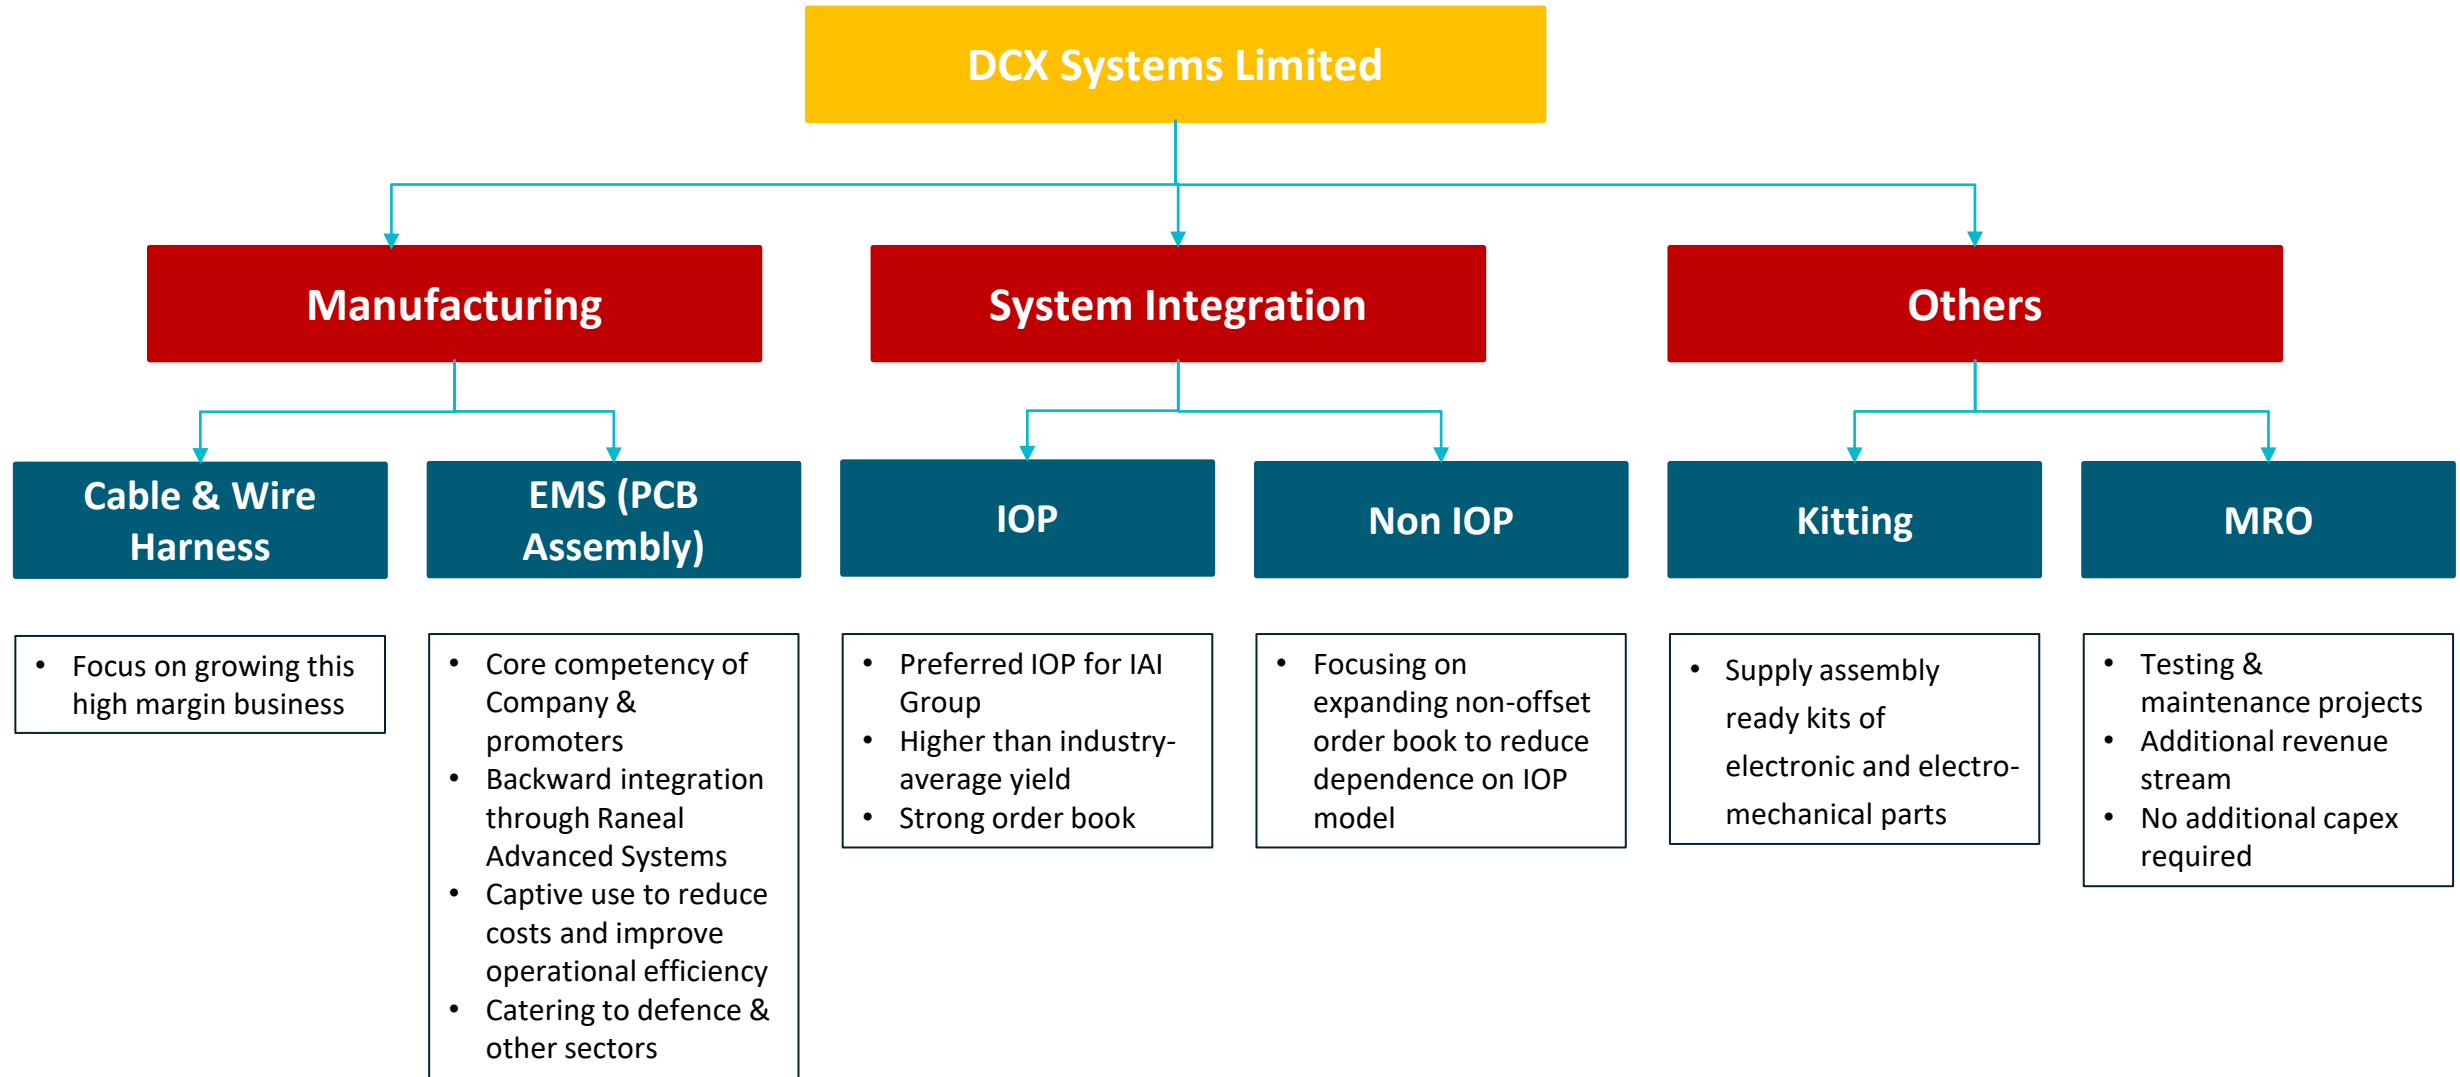 DCX Systems Limited
Manufacturing
System Integration
Others
Cable & Wire
Harness
EMS (PCB
Assembly)
IOP
Non IOP
Kitting
MRO
• Focus on growing this
high margin business
• Core competency of
Company &
promoters
• Backward integration
through Raneal
Advanced Systems
• Captive use to reduce
costs and improve
operational efficiency
• Catering to defence &
other sectors
• Preferred IOP for IAI
Group
• Higher than industry-
average yield
• Strong order book
• Focusing on
expanding non-offset
order book to reduce
dependence on IOP
model
• Supply assembly
ready kits of
electronic and electro-
mechanical parts
• Testing &
maintenance projects
• Additional revenue
stream
• No additional capex
required